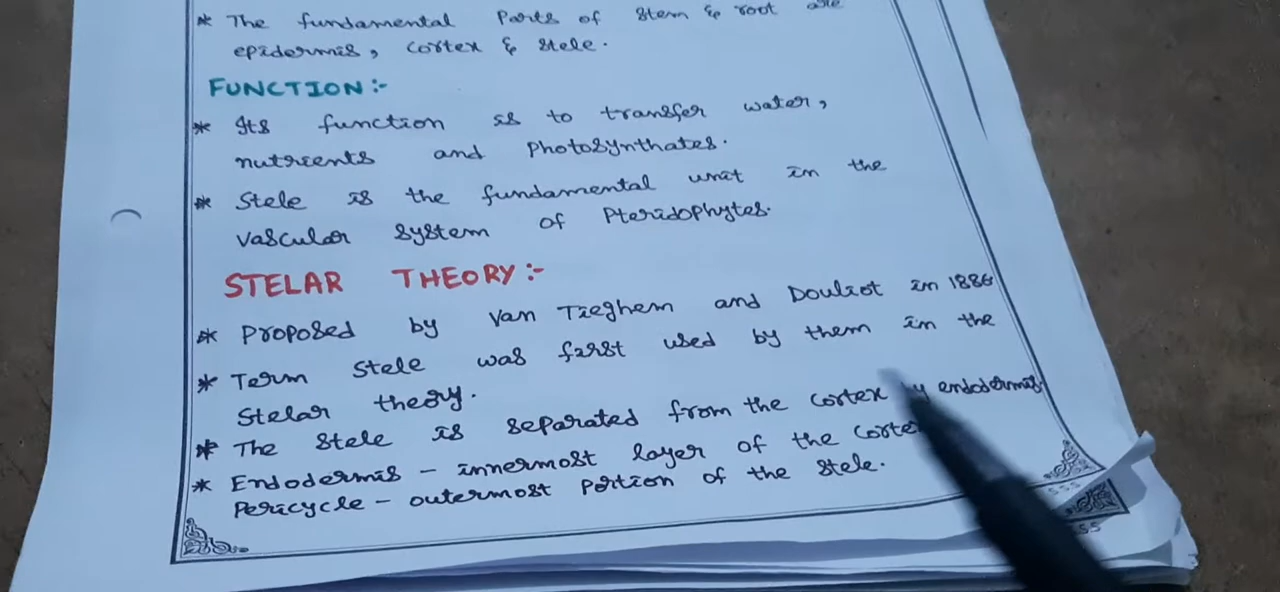 * The fundamental Parts of Stem & root are
epidermis, Cortex & Stele.
FUNCTION:-
* Its function is to transfer water,
nutrients and Photosynthates.
* Stele is the fundamental unit in the
vascular system of Pteridophytes.
STELAR THEORY:-
* Proposed by Van Tieghem and Douliot in 1886
* Term Stele was first used by them in the
Stelar theory.
* The Stele is separated from the cortex by endodermis.
* Endodermis - innermost layer of the Cortex
Pericycle - outermost Portion of the Stele.